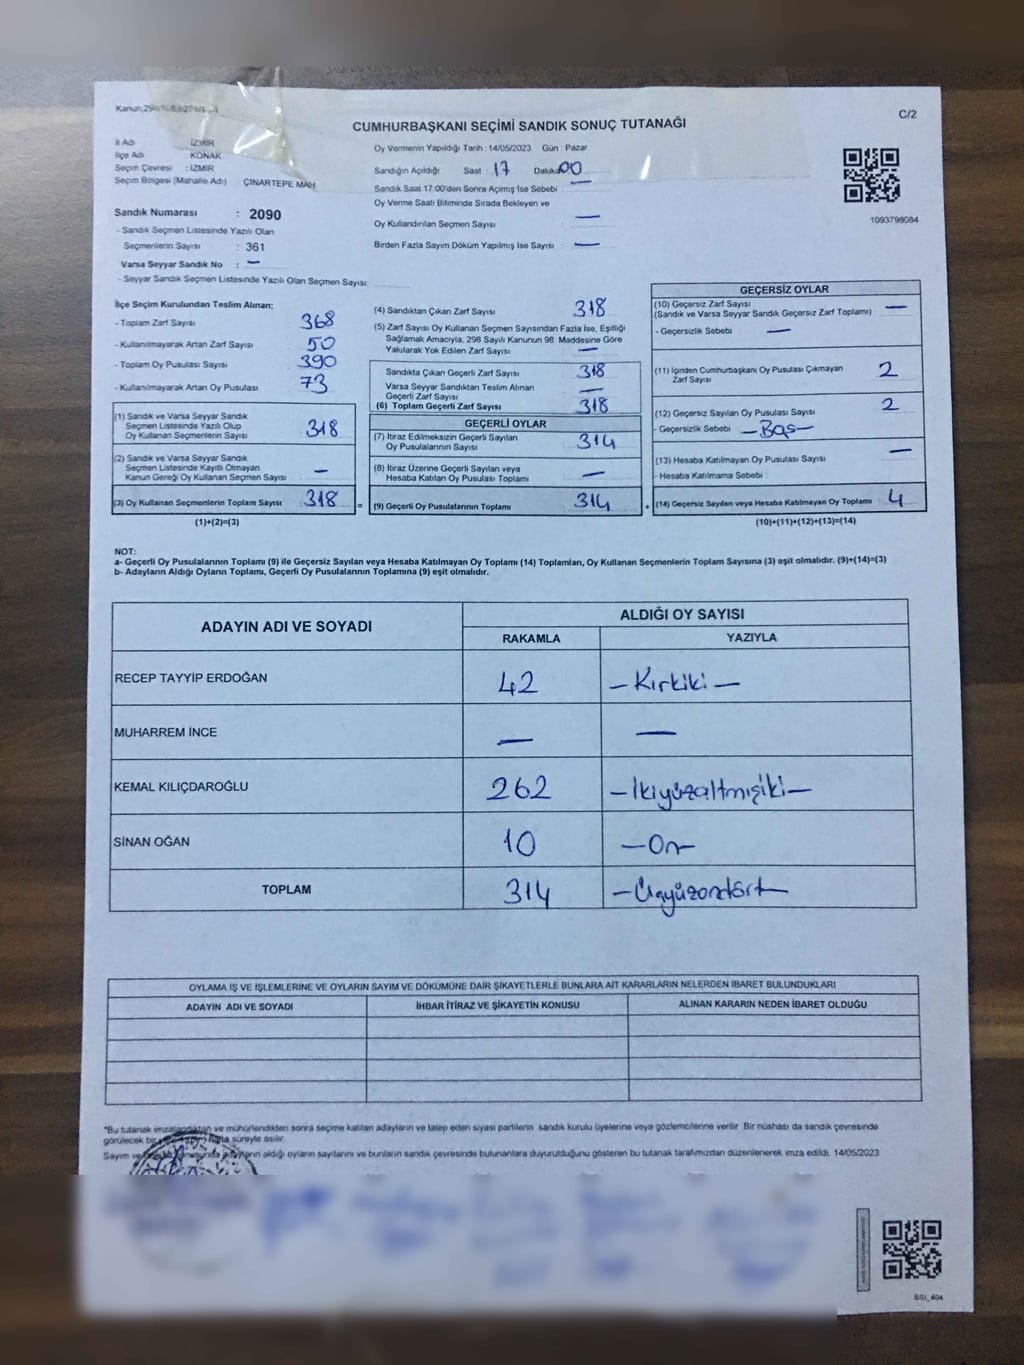 C/2
CUMHURBAŞKANI SEÇİMİ SANDIK SONUÇ TUTANAĞI
İl Adı : İZMİR
İlçe Adı KONAK
Seçim Çevresi : İZMİR
Seçim Bölgesi (Mahalle Adı) : ÇINARTEPE MAH.
Sandık Numarası : 2090
- Sandık Seçmen Listesinde Yazılı Olan
Seçmenlerin Sayısı : 361
Varsa Seyyar Sandık No : —
- Seyyar Sandık Seçmen Listesinde Yazılı Olan Seçmen Sayısı:
Oy Vermenin Yapıldığı Tarih : 14/05/2023 Gün : Pazar
Sandığın Açıldığı Saat : 17 Dakika 00
Sandık Saat 17:00'den Sonra Açılmış İse Sebebi : —
Oy Verme Saati Bitiminde Sırada Bekleyen ve
Oy Kullandırılan Seçmen Sayısı —
Birden Fazla Sayım Döküm Yapılmış İse Sayısı : —
1093798084
İlçe Seçim Kurulundan Teslim Alınan;
- Toplam Zarf Sayısı 368
- Kullanılmayarak Artan Zarf Sayısı : 50
- Toplam Oy Pusulası Sayısı 390
- Kullanılmayarak Artan Oy Pusulası 73
(1) Sandık ve Varsa Seyyar Sandık
Seçmen Listesinde Yazılı Olup
Oy Kullanan Seçmenlerin Sayısı 318
(2) Sandık ve Varsa Seyyar Sandık
Seçmen Listesinde Kayıtlı Olmayan
Kanun Gereği Oy Kullanan Seçmen Sayısı —
(3) Oy Kullanan Seçmenlerin Toplam Sayısı 318 =
(1)+(2)=(3)
(4) Sandıktan Çıkan Zarf Sayısı 318
(5) Zarf Sayısı Oy Kullanan Seçmen Sayısından Fazla İse, Eşitliği
Sağlamak Amacıyla, 298 Sayılı Kanunun 98. Maddesine Göre
Yakılarak Yok Edilen Zarf Sayısı —
Sandıkta Çıkan Geçerli Zarf Sayısı 318
Varsa Seyyar Sandıktan Teslim Alınan
Geçerli Zarf Sayısı —
(6) Toplam Geçerli Zarf Sayısı 318
GEÇERLİ OYLAR
(7) İtiraz Edilmeksizin Geçerli Sayılan
Oy Pusulalarının Sayısı 314
(8) İtiraz Üzerine Geçerli Sayılan veya
Hesaba Katılan Oy Pusulası Toplamı —
(9) Geçerli Oy Pusulalarının Toplamı 314 +
GEÇERSİZ OYLAR
(10) Geçersiz Zarf Sayısı —
(Sandık ve Varsa Seyyar Sandık Geçersiz Zarf Toplamı)
- Geçersizlik Sebebi : —
(11) İçinden Cumhurbaşkanı Oy Pusulası Çıkmayan
Zarf Sayısı 2
(12) Geçersiz Sayılan Oy Pusulası Sayısı 2
- Geçersizlik Sebebi —Boş—
(13) Hesaba Katılmayan Oy Pusulası Sayısı —
- Hesaba Katılmama Sebebi :
(14) Geçersiz Sayılan veya Hesaba Katılmayan Oy Toplamı 4
(10)+(11)+(12)+(13)=(14)
NOT:
a- Geçerli Oy Pusulalarının Toplamı (9) ile Geçersiz Sayılan veya Hesaba Katılmayan Oy Toplamı (14) Toplamları, Oy Kullanan Seçmenlerin Toplam Sayısına (3) eşit olmalıdır. (9)+(14)=(3)
b- Adayların Aldığı Oyların Toplamı, Geçerli Oy Pusulalarının Toplamına (9) eşit olmalıdır.
ADAYIN ADI VE SOYADI
ALDIĞI OY SAYISI
RAKAMLA YAZIYLA
RECEP TAYYİP ERDOĞAN 42 —Kırkiki—
MUHARREM İNCE — —
KEMAL KILIÇDAROĞLU 262 —İkiyüzaltmışiki—
SİNAN OĞAN 10 —On—
TOPLAM 314 —Üçyüzondört—
OYLAMA İŞ VE İŞLEMLERİNE VE OYLARIN SAYIM VE DÖKÜMÜNE DAİR ŞİKAYETLERLE BUNLARA AİT KARARLARIN NELERDEN İBARET BULUNDUKLARI
ADAYIN ADI VE SOYADI İHBAR İTİRAZ VE ŞİKAYETİN KONUSU ALINAN KARARIN NEDEN İBARET OLDUĞU
*Bu tutanak imzalandıktan ve mühürlendikten sonra seçime katılan adayların ve talep eden siyasi partilerin sandık kurulu üyelerine veya gözlemcilerine verilir. Bir nüshası da sandık çevresinde
görülecek bir hafta süreyle asılır.
Sayım ve adayların aldığı oyların sayılarını ve bunların sandık çevresinde bulunanlara duyurulduğunu gösteren bu tutanak tarafımızdan düzenlenerek imza edildi. 14/05/2023
SSI_404